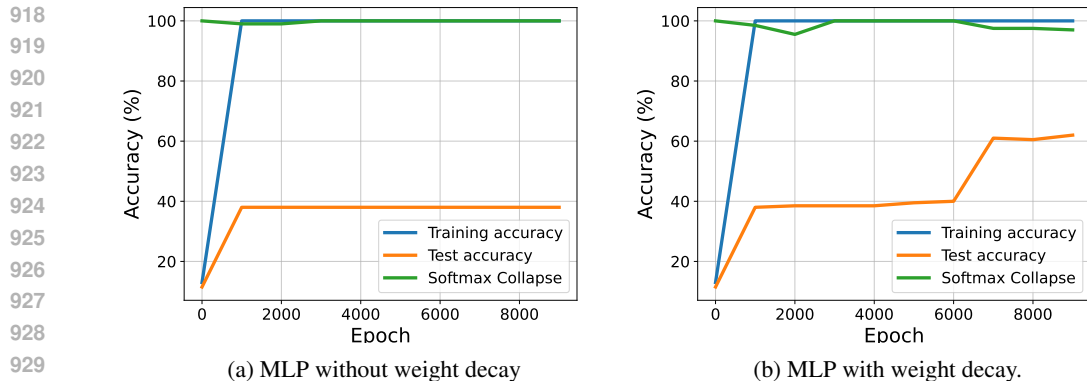 918
919
920
921
922
923
924
925
926
927
928
929
100
80
60
40
20
Accuracy (%)
Training accuracy
Test accuracy
Softmax Collapse
0 2000 4000 6000 8000
Epoch
(a) MLP without weight decay
100
80
60
40
20
Accuracy (%)
Training accuracy
Test accuracy
Softmax Collapse
0 2000 4000 6000 8000
Epoch
(b) MLP with weight decay.